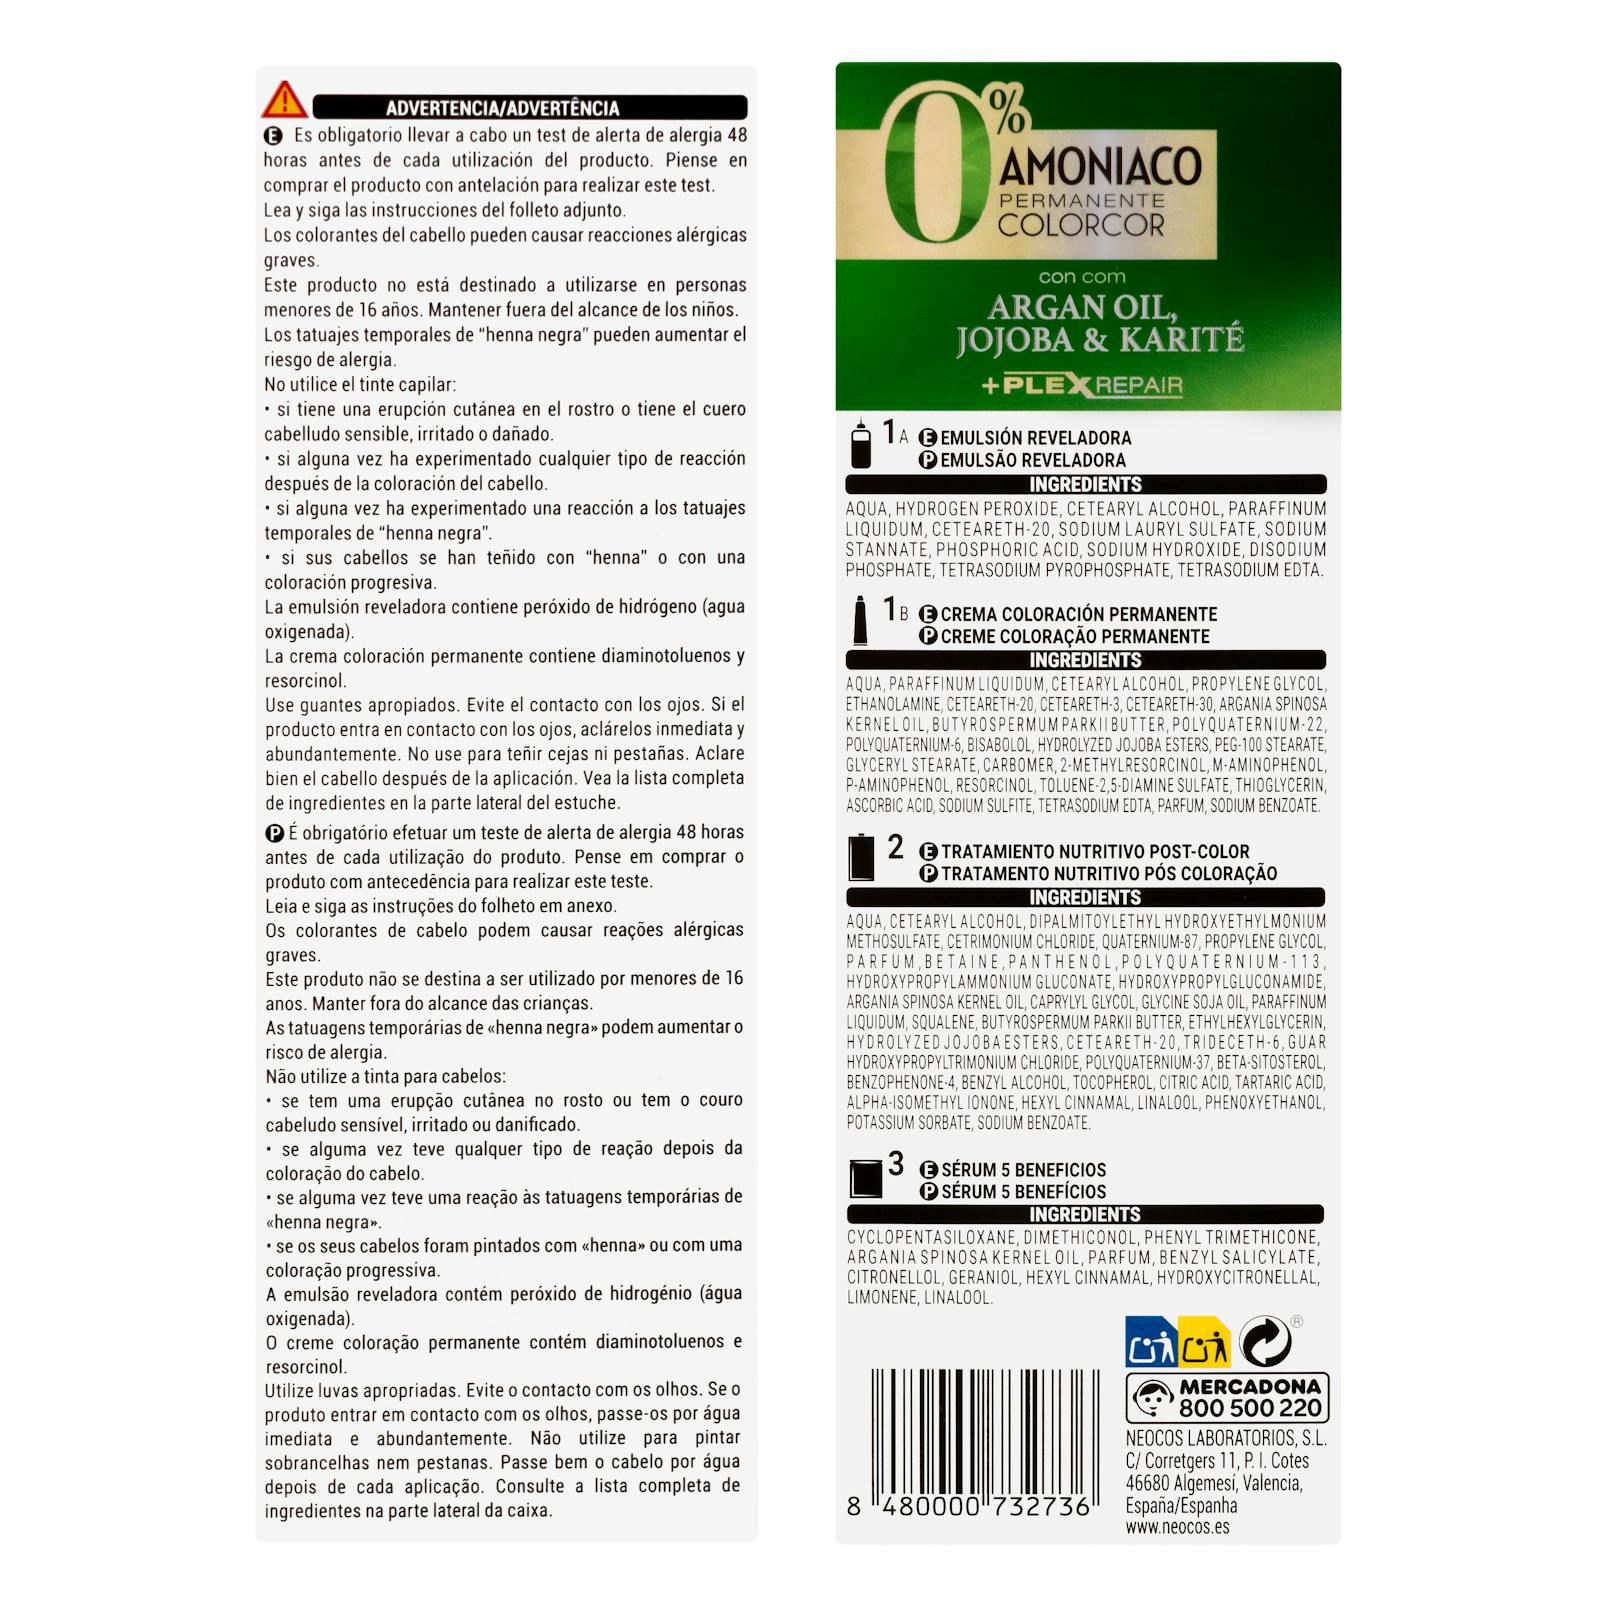 ADVERTENCIA/ADVERTÊNCIA
E Es obligatorio llevar a cabo un test de alerta de alergia 48
horas antes de cada utilización del producto. Piense en
comprar el producto con antelación para realizar este test.
Lea y siga las instrucciones del folleto adjunto.
Los colorantes del cabello pueden causar reacciones alérgicas
graves.
Este producto no está destinado a utilizarse en personas
menores de 16 años. Mantener fuera del alcance de los niños.
Los tatuajes temporales de “henna negra” pueden aumentar el
riesgo de alergia.
No utilice el tinte capilar:
• si tiene una erupción cutánea en el rostro o tiene el cuero
cabelludo sensible, irritado o dañado.
• si alguna vez ha experimentado cualquier tipo de reacción
después de la coloración del cabello.
• si alguna vez ha experimentado una reacción a los tatuajes
temporales de “henna negra”.
• si sus cabellos se han teñido con “henna” o con una
coloración progresiva.
La emulsión reveladora contiene peróxido de hidrógeno (agua
oxigenada).
La crema coloración permanente contiene diaminotoluenos y
resorcinol.
Use guantes apropiados. Evite el contacto con los ojos. Si el
producto entra en contacto con los ojos, aclárelos inmediata y
abundantemente. No use para teñir cejas ni pestañas. Aclare
bien el cabello después de la aplicación. Vea la lista completa
de ingredientes en la parte lateral del estuche.
P É obrigatório efetuar um teste de alerta de alergia 48 horas
antes de cada utilização do produto. Pense em comprar o
produto com antecedência para realizar este teste.
Leia e siga as instruções do folheto em anexo.
Os colorantes de cabelo podem causar reações alérgicas
graves.
Este produto não se destina a ser utilizado por menores de 16
anos. Manter fora do alcance das crianças.
As tatuagens temporárias de «henna negra» podem aumentar o
risco de alergia.
Não utilize a tinta para cabelos:
• se tem uma erupção cutânea no rosto ou tem o couro
cabeludo sensível, irritado ou danificado.
• se alguma vez teve qualquer tipo de reação depois da
coloração do cabelo.
• se alguma vez teve uma reação às tatuagens temporárias de
«henna negra».
• se os seus cabelos foram pintados com «henna» ou com uma
coloração progressiva.
A emulsão reveladora contém peróxido de hidrogénio (água
oxigenada).
O creme coloração permanente contém diaminotoluenos e
resorcinol.
Utilize luvas apropriadas. Evite o contacto com os olhos. Se o
produto entrar em contacto com os olhos, passe-os por água
imediata e abundantemente. Não utilize para pintar
sobrancelhas nem pestanas. Passe bem o cabelo por água
depois de cada aplicação. Consulte a lista completa de
ingredientes na parte lateral da caixa.
0%
AMONIACO
PERMANENTE
COLORCOR
con com
ARGAN OIL,
JOJOBA & KARITÉ
+PLEXREPAIR
1A E EMULSIÓN REVELADORA
P EMULSÃO REVELADORA
INGREDIENTS
AQUA, HYDROGEN PEROXIDE, CETEARYL ALCOHOL, PARAFFINUM
LIQUIDUM, CETEARETH-20, SODIUM LAURYL SULFATE, SODIUM
STANNATE, PHOSPHORIC ACID, SODIUM HYDROXIDE, DISODIUM
PHOSPHATE, TETRASODIUM PYROPHOSPHATE, TETRASODIUM EDTA.
1B E CREMA COLORACIÓN PERMANENTE
P CREME COLORAÇÃO PERMANENTE
INGREDIENTS
AQUA, PARAFFINUM LIQUIDUM, CETEARYL ALCOHOL, PROPYLENE GLYCOL,
ETHANOLAMINE, CETEARETH-20, CETEARETH-3, CETEARETH-30, ARGANIA SPINOSA
KERNEL OIL, BUTYROSPERMUM PARKII BUTTER, POLYQUATERNIUM-22,
POLYQUATERNIUM-6, BISABOLOL, HYDROLYZED JOJOBA ESTERS, PEG-100 STEARATE,
GLYCERYL STEARATE, CARBOMER, 2-METHYLRESORCINOL, M-AMINOPHENOL,
P-AMINOPHENOL, RESORCINOL, TOLUENE-2,5-DIAMINE SULFATE, THIOGLYCERIN,
ASCORBIC ACID, SODIUM SULFITE, TETRASODIUM EDTA, PARFUM, SODIUM BENZOATE.
2 E TRATAMIENTO NUTRITIVO POST-COLOR
P TRATAMENTO NUTRITIVO PÓS COLORAÇÃO
INGREDIENTS
AQUA, CETEARYL ALCOHOL, DIPALMITOYLETHYL HYDROXYETHYLMONIUM
METHOSULFATE, CETRIMONIUM CHLORIDE, QUATERNIUM-87, PROPYLENE GLYCOL,
PARFUM, BETAINE, PANTHENOL, POLYQUATERNIUM-113,
HYDROXYPROPYLAMMONIUM GLUCONATE, HYDROXYPROPYLGLUCONAMIDE,
ARGANIA SPINOSA KERNEL OIL, CAPRYLYL GLYCOL, GLYCINE SOJA OIL, PARAFFINUM
LIQUIDUM, SQUALENE, BUTYROSPERMUM PARKII BUTTER, ETHYLHEXYLGLYCERIN,
HYDROLYZED JOJOBA ESTERS, CETEARETH-20, TRIDECETH-6, GUAR
HYDROXYPROPYLTRIMONIUM CHLORIDE, POLYQUATERNIUM-37, BETA-SITOSTEROL,
BENZOPHENONE-4, BENZYL ALCOHOL, TOCOPHEROL, CITRIC ACID, TARTARIC ACID,
ALPHA-ISOMETHYL IONONE, HEXYL CINNAMAL, LINALOOL, PHENOXYETHANOL,
POTASSIUM SORBATE, SODIUM BENZOATE.
3 E SÉRUM 5 BENEFICIOS
P SÉRUM 5 BENEFÍCIOS
INGREDIENTS
CYCLOPENTASILOXANE, DIMETHICONOL, PHENYL TRIMETHICONE,
ARGANIA SPINOSA KERNEL OIL, PARFUM, BENZYL SALICYLATE,
CITRONELLOL, GERANIOL, HEXYL CINNAMAL, HYDROXYCITRONELLAL,
LIMONENE, LINALOOL.
®
MERCADONA
800 500 220
NEOCOS LABORATORIOS, S.L.
C/ Corretgers 11, P. I. Cotes
46680 Algemesí, Valencia,
España/Espanha
www.neocos.es
8 480000 732736